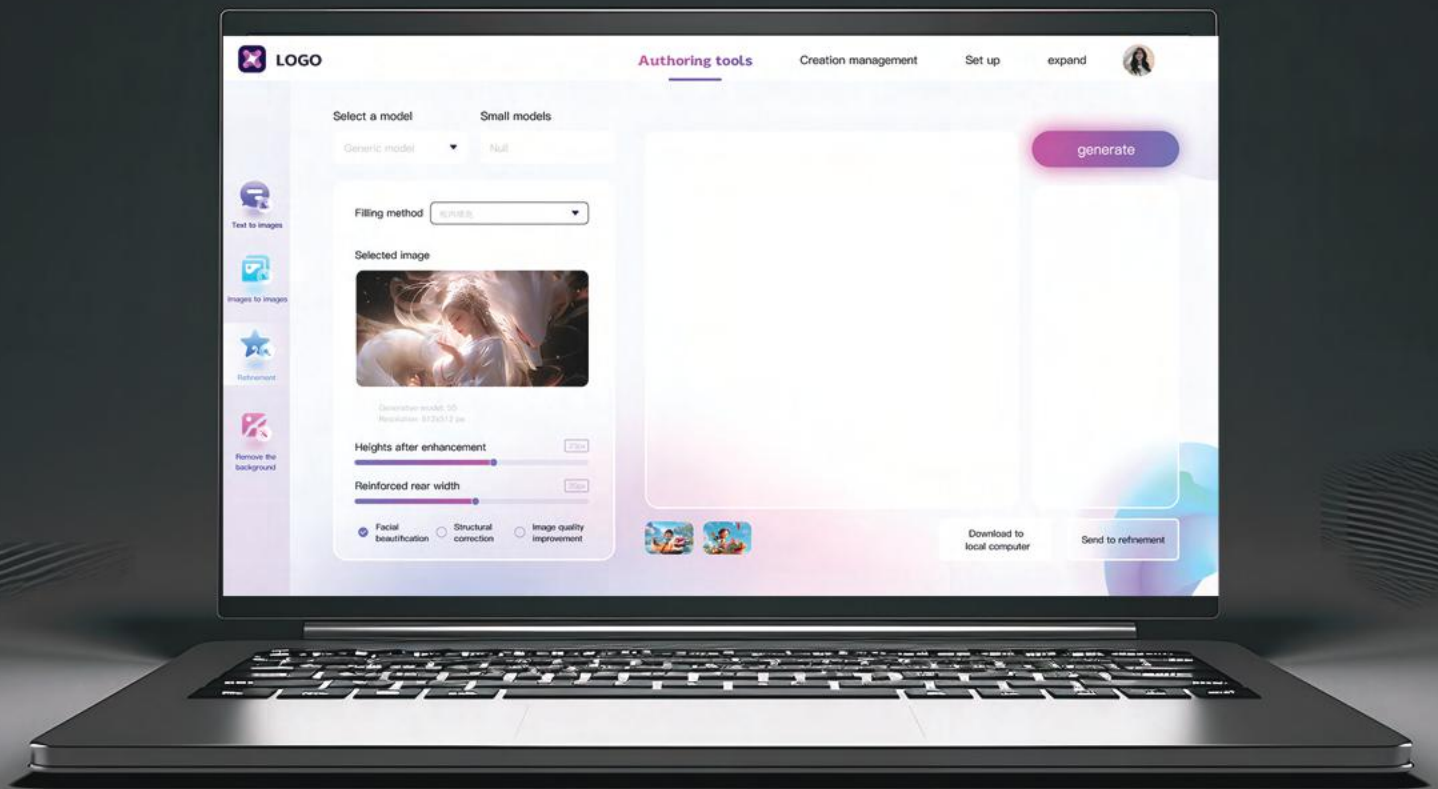 LOGO
Authoring tools
Creation management
Set up
expand
Select a model
Small models
Generic model
Null
generate
Text to images
Images to images
Refinement
Remove the
background
Filling method
Selected image
Heights after enhancement
Reinforced rear width
Facial
beautification
Structural
correction
Image quality
improvement
Download to
local computer
Send to refinement